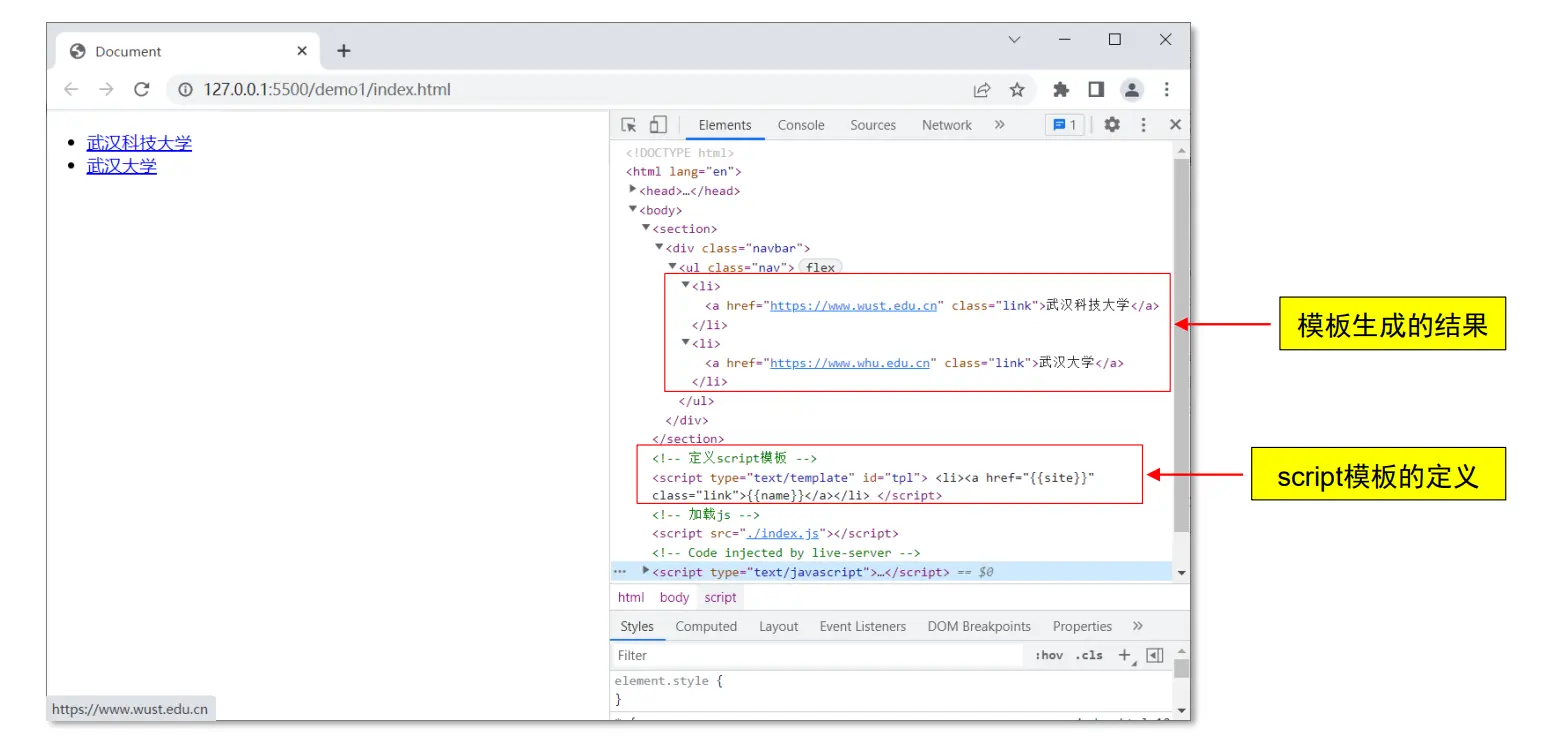 Document
127.0.0.1:5500/demo1/index.html
武汉科技大学
武汉大学
Elements Console Sources Network » 1
<!DOCTYPE html>
<html lang="en">
<head>…</head>
<body>
<section>
<div class="navbar">
<ul class="nav"> flex
<li>
<a href="https://www.wust.edu.cn" class="link">武汉科技大学</a>
</li>
<li>
<a href="https://www.whu.edu.cn" class="link">武汉大学</a>
</li>
</ul>
</div>
</section>
<!-- 定义script模板 -->
<script type="text/template" id="tpl"> <li><a href="{{site}}"
class="link">{{name}}</a></li> </script>
<!-- 加载js -->
<script src="./index.js"></script>
<!-- Code injected by live-server -->
<script type="text/javascript">…</script> == $0
html body script
Styles Computed Layout Event Listeners DOM Breakpoints Properties »
Filter :hov .cls
element.style {
}
https://www.wust.edu.cn
模板生成的结果
script模板的定义